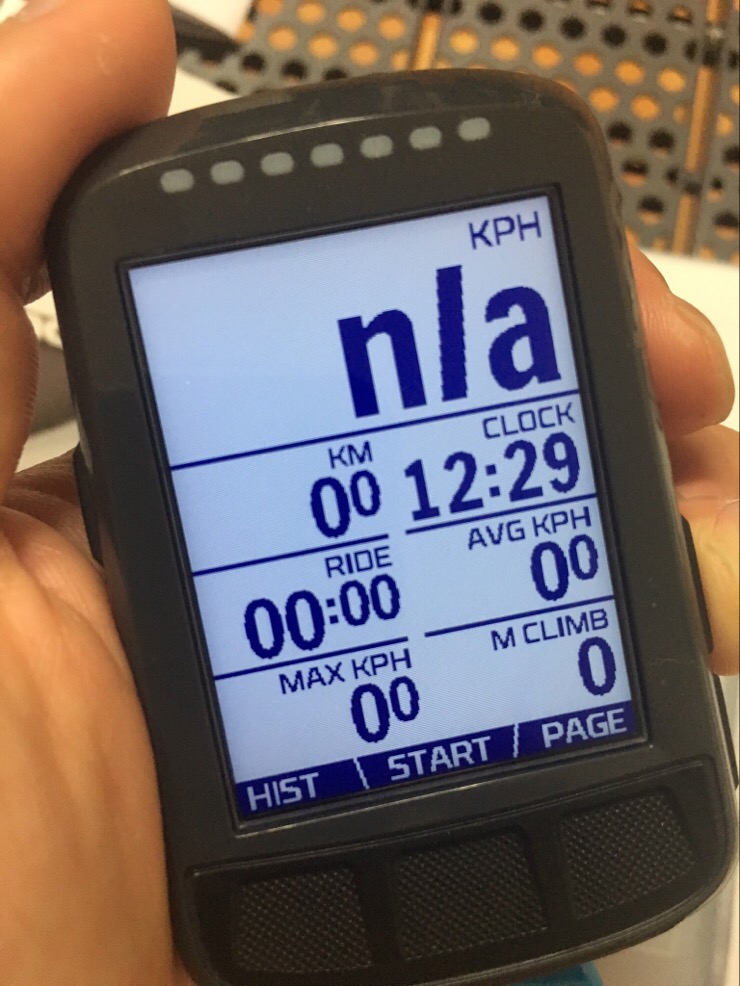 KPH
n/a
KM
0⁰
CLOCK
12:29
RIDE
00:00
AVG KPH
0⁰
MAX KPH
0⁰
M CLIMB
0
HIST \ START / PAGE